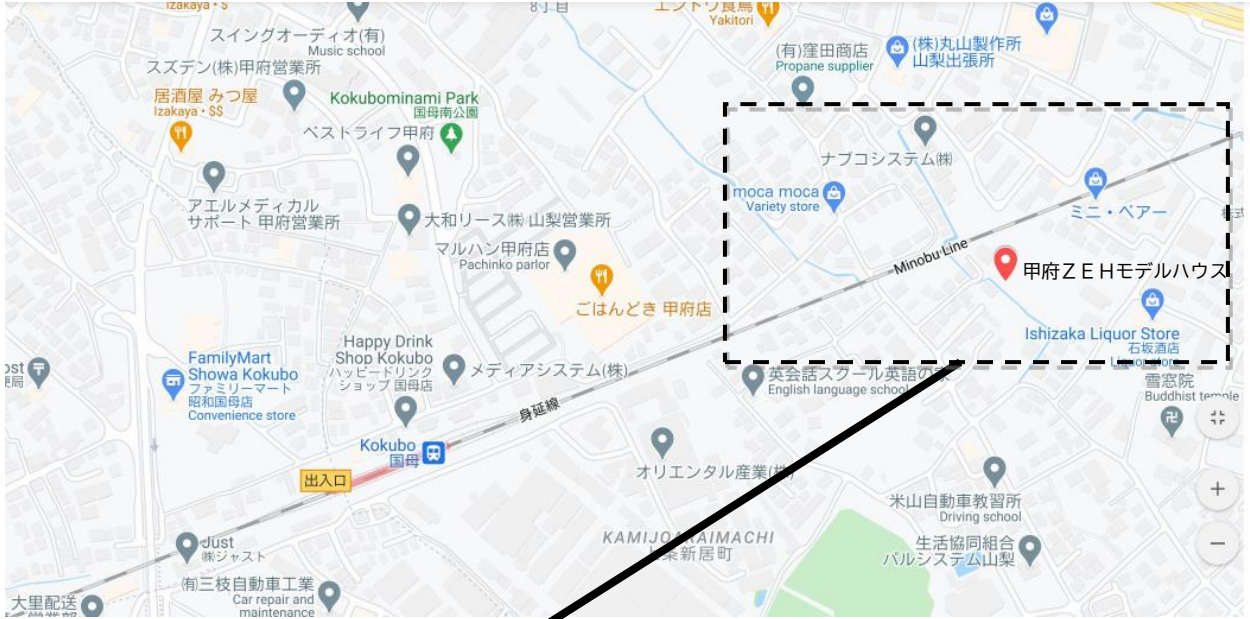 Izakaya・$
スイングオーディオ(有)
Music school
スズデン(株)甲府営業所
居酒屋 みつ屋
Izakaya・$$
Kokubominami Park
国母南公園
ベストライフ甲府
アエルメディカル
サポート 甲府営業所
大和リース㈱ 山梨営業所
マルハン甲府店
Pachinko parlor
ごはんどき 甲府店
8丁目
エントツ食鳥
Yakitori
(有)窪田商店
Propane supplier
(株)丸山製作所
山梨出張所
ナブコシステム㈱
moca moca
Variety store
ミニ・ベアー
株式
Minobu Line
甲府ZEHモデルハウス
Ishizaka Liquor Store
石坂酒店
Liquor store
雪窓院
Buddhist temple
英会話スクール英語の家
English language school
FamilyMart
Showa Kokubo
ファミリーマート
昭和国母店
Convenience store
Happy Drink
Shop Kokubo
ハッピードリンク
ショップ 国母店
メディアシステム(株)
身延線
Kokubo
国母
出入口
オリエンタル産業(株)
米山自動車教習所
Driving school
生活協同組合
パルシステム山梨
KAMIJOARAIMACHI
上条新居町
Just
㈱ジャスト
(有)三枝自動車工業
Car repair and
maintenance
大里配送